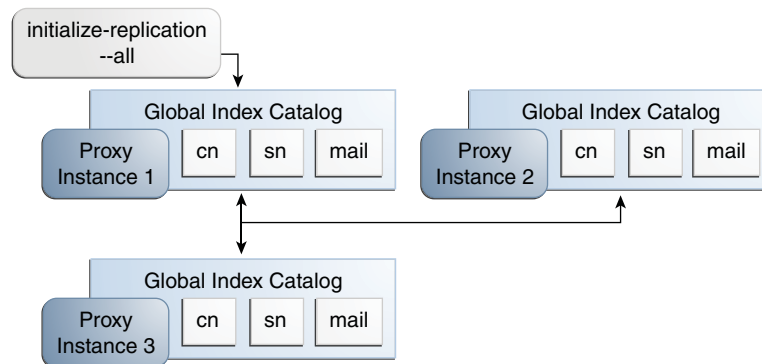 initialize-replication
--all
Global Index Catalog
Proxy
Instance 1
cn
sn
mail
Global Index Catalog
Proxy
Instance 2
cn
sn
mail
Global Index Catalog
Proxy
Instance 3
cn
sn
mail